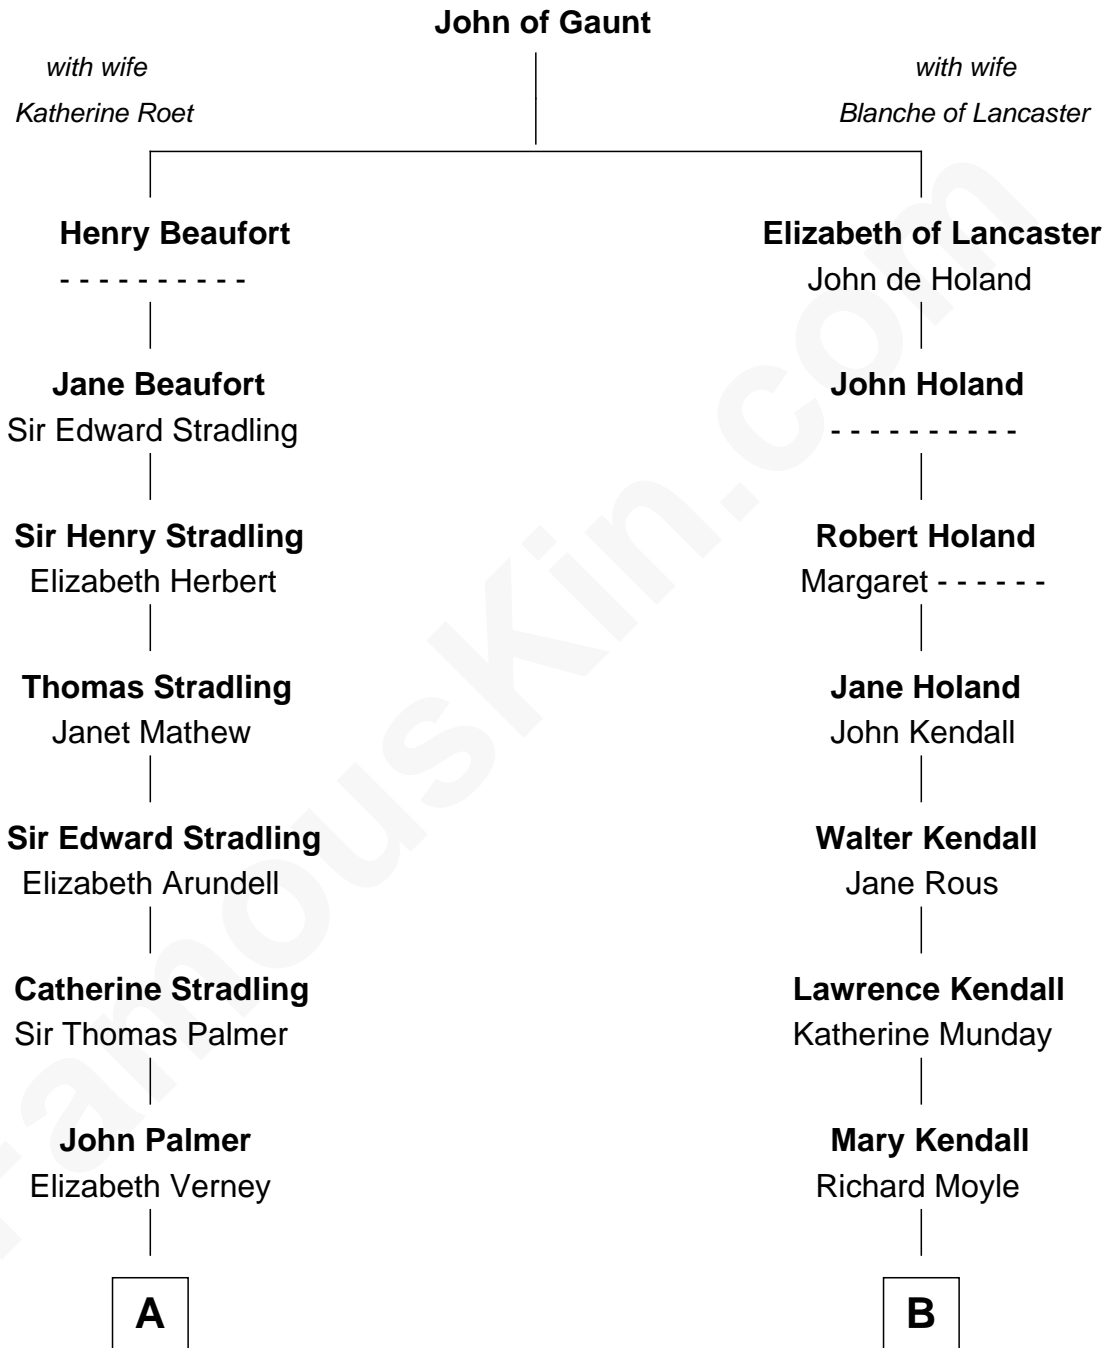 John of Gaunt
with wife
Katherine Roet
with wife
Blanche of Lancaster
Henry Beaufort
- - - - - - - - - -
Elizabeth of Lancaster
John de Holand
Jane Beaufort
Sir Edward Stradling
John Holand
- - - - - - - - - -
Sir Henry Stradling
Elizabeth Herbert
Robert Holand
Margaret - - - - - -
Thomas Stradling
Janet Mathew
Jane Holand
John Kendall
Sir Edward Stradling
Elizabeth Arundell
Walter Kendall
Jane Rous
Catherine Stradling
Sir Thomas Palmer
Lawrence Kendall
Katherine Munday
John Palmer
Elizabeth Verney
Mary Kendall
Richard Moyle
A
B
FamousKin.com